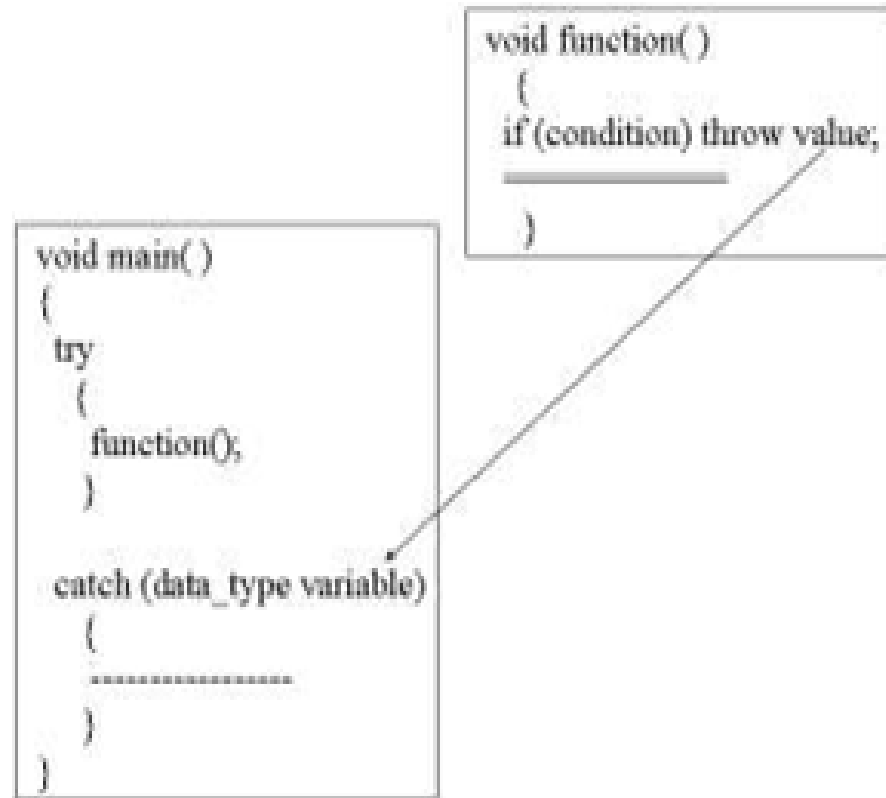 void function( )
{
if (condition) throw value;
}
void main( )
{
try
{
function();
}
catch (data_type variable)
{
-----------------
}
}